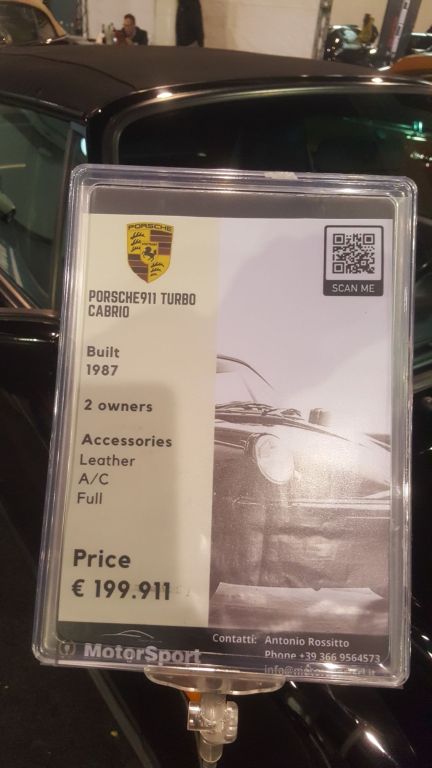 PORSCHE
SCAN ME
PORSCHE911 TURBO
CABRIO
Built
1987
2 owners
Accessories
Leather
A/C
Full
Price
€ 199.911
MotorSport
Contatti: Antonio Rossitto
Phone +39 366 9564573